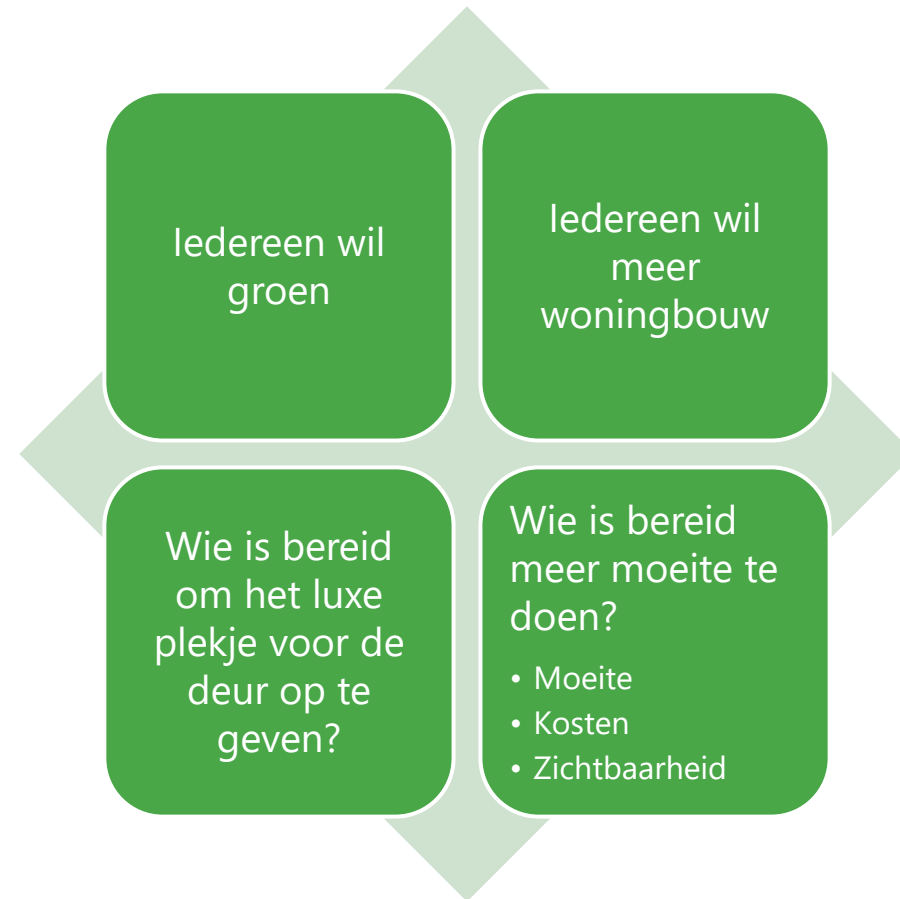 Iedereen wil
groen
Iedereen wil
meer
woningbouw
Wie is bereid
om het luxe
plekje voor de
deur op te
geven?
Wie is bereid
meer moeite te
doen?
• Moeite
• Kosten
• Zichtbaarheid